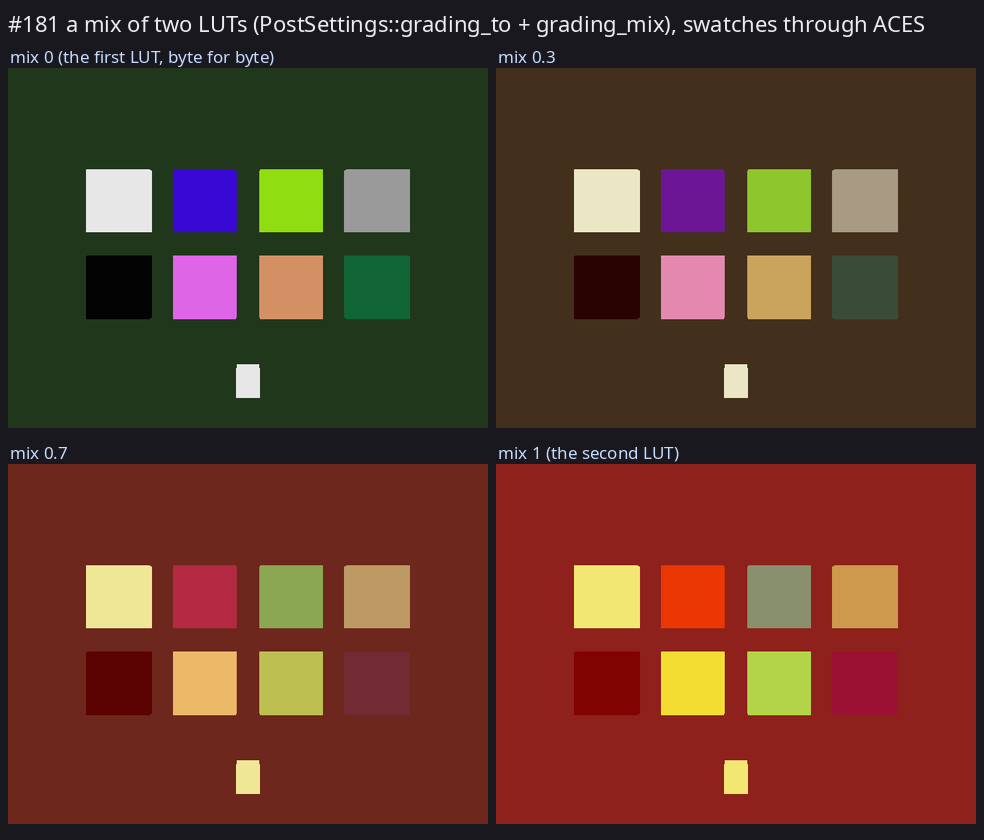 #181 a mix of two LUTs (PostSettings::grading_to + grading_mix), swatches through ACES
mix 0 (the first LUT, byte for byte)
mix 0.3
mix 0.7
mix 1 (the second LUT)